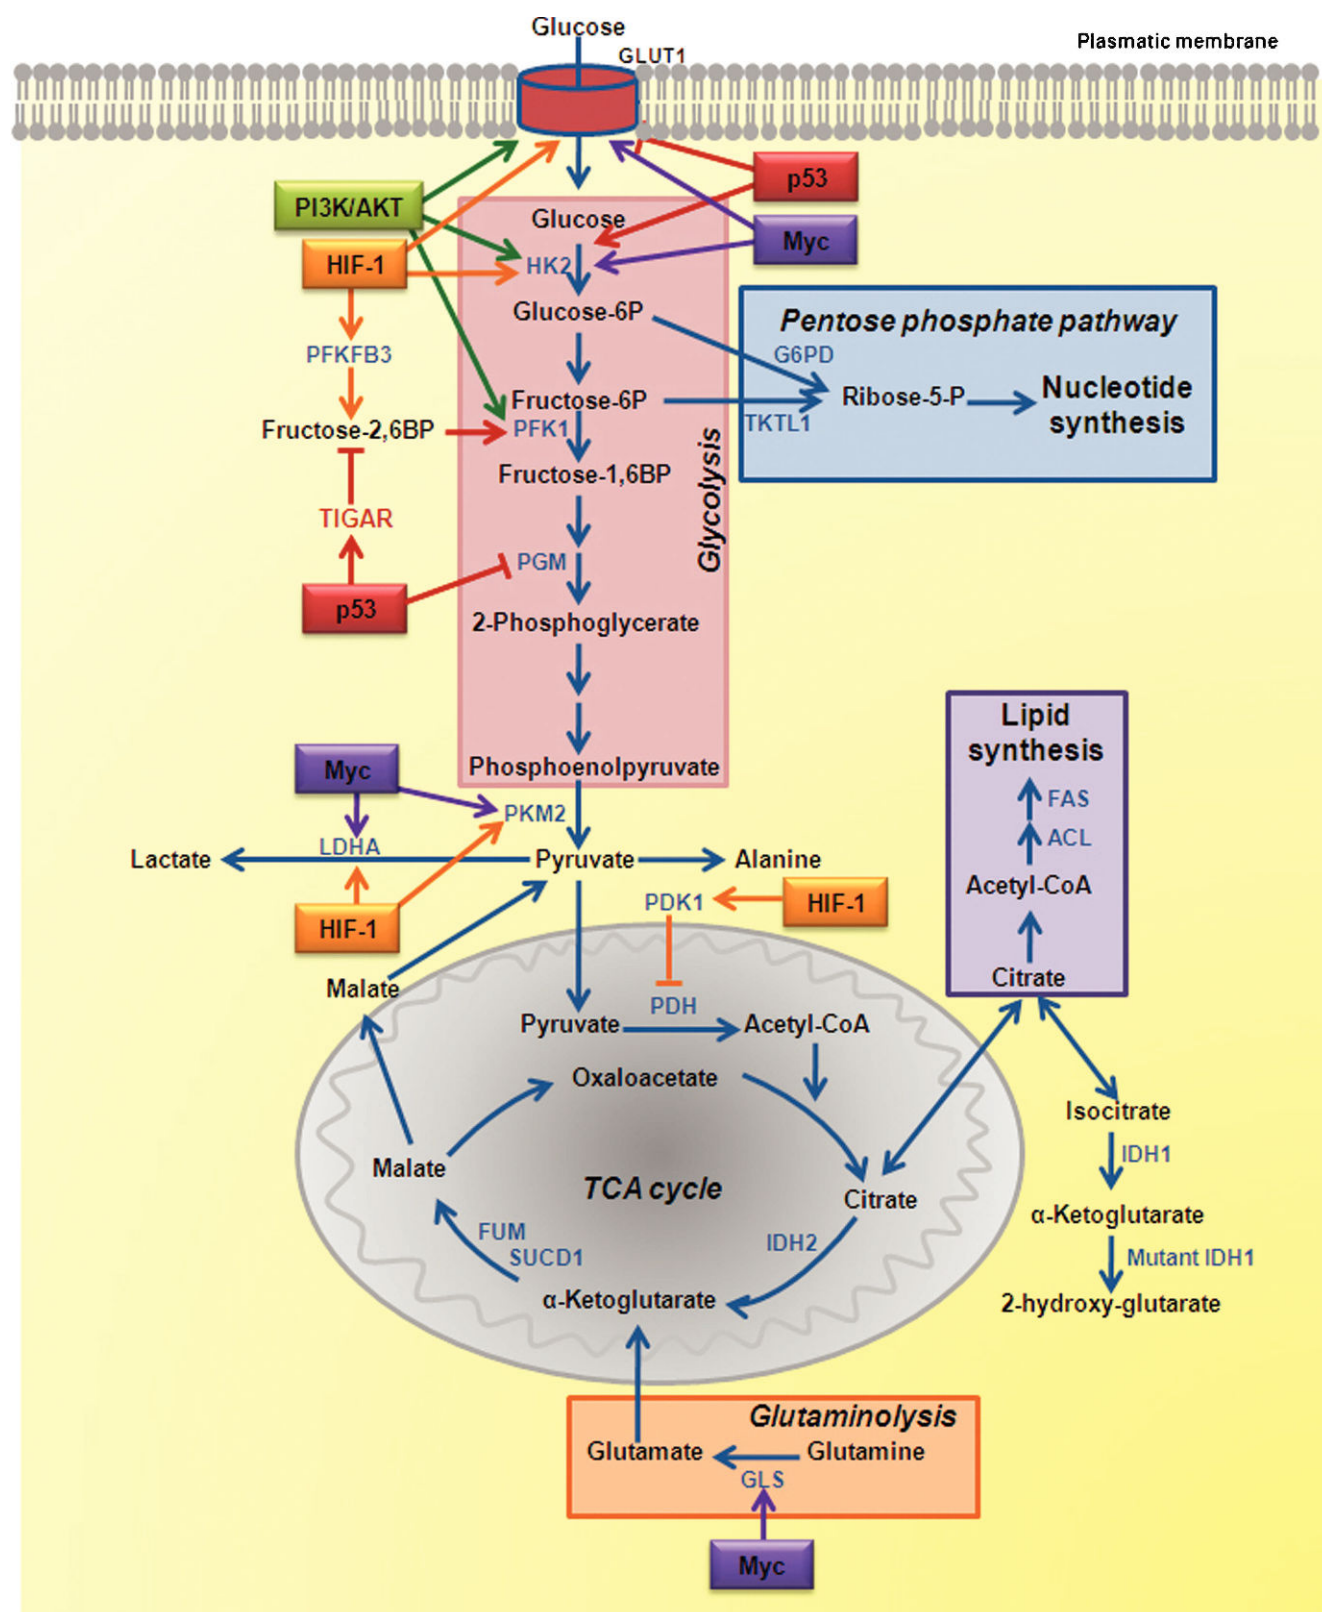 Glucose
GLUT1
Plasmatic membrane
p53
PI3K/AKT
Glucose
Myc
HIF-1
HK2
Glucose-6P
Pentose phosphate pathway
PFKFB3
G6PD
Fructose-6P
Ribose-5-P
Nucleotide
synthesis
Fructose-2,6BP
PFK1
TKTL1
Fructose-1,6BP
Glycolysis
TIGAR
PGM
p53
2-Phosphoglycerate
Lipid
synthesis
Phosphoenolpyruvate
Myc
FAS
PKM2
ACL
LDHA
Lactate
Pyruvate
Alanine
Acetyl-CoA
PDK1
HIF-1
HIF-1
Citrate
Malate
PDH
Pyruvate
Acetyl-CoA
Oxaloacetate
Isocitrate
IDH1
Malate
TCA cycle
Citrate
α-Ketoglutarate
FUM
SUCD1
IDH2
Mutant IDH1
α-Ketoglutarate
2-hydroxy-glutarate
Glutaminolysis
Glutamate
Glutamine
GLS
Myc